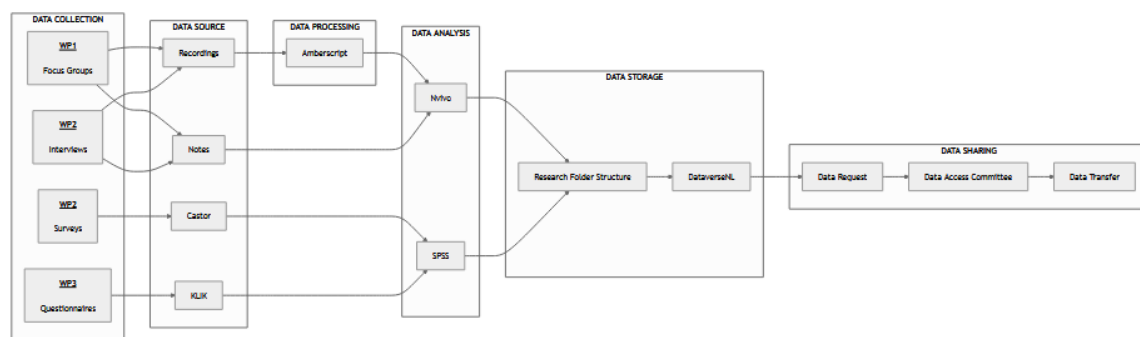 DATA COLLECTION
WP1
Focus Groups
WP2
Interviews
WP2
Surveys
WP3
Questionnaires
DATA SOURCE
Recordings
Notes
Castor
KLIK
DATA PROCESSING
Amberscript
DATA ANALYSIS
Nvivo
SPSS
DATA STORAGE
Research Folder Structure
DataverseNL
DATA SHARING
Data Request
Data Access Committee
Data Transfer